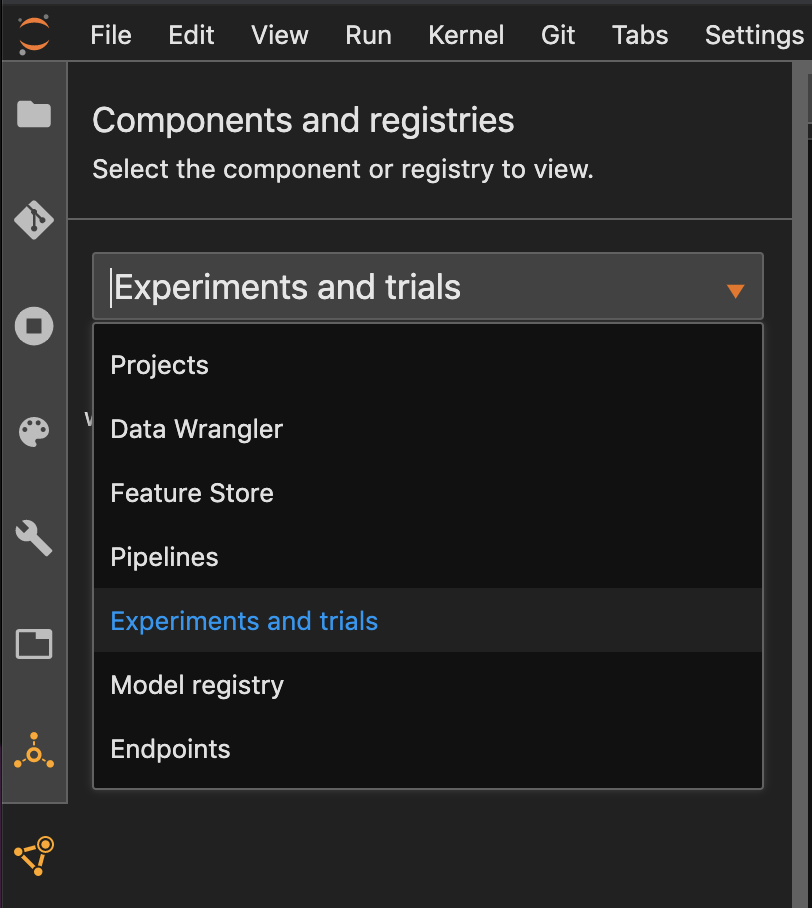 File Edit View Run Kernel Git Tabs Settings
Components and registries
Select the component or registry to view.
Experiments and trials
Projects
Data Wrangler
Feature Store
Pipelines
Experiments and trials
Model registry
Endpoints